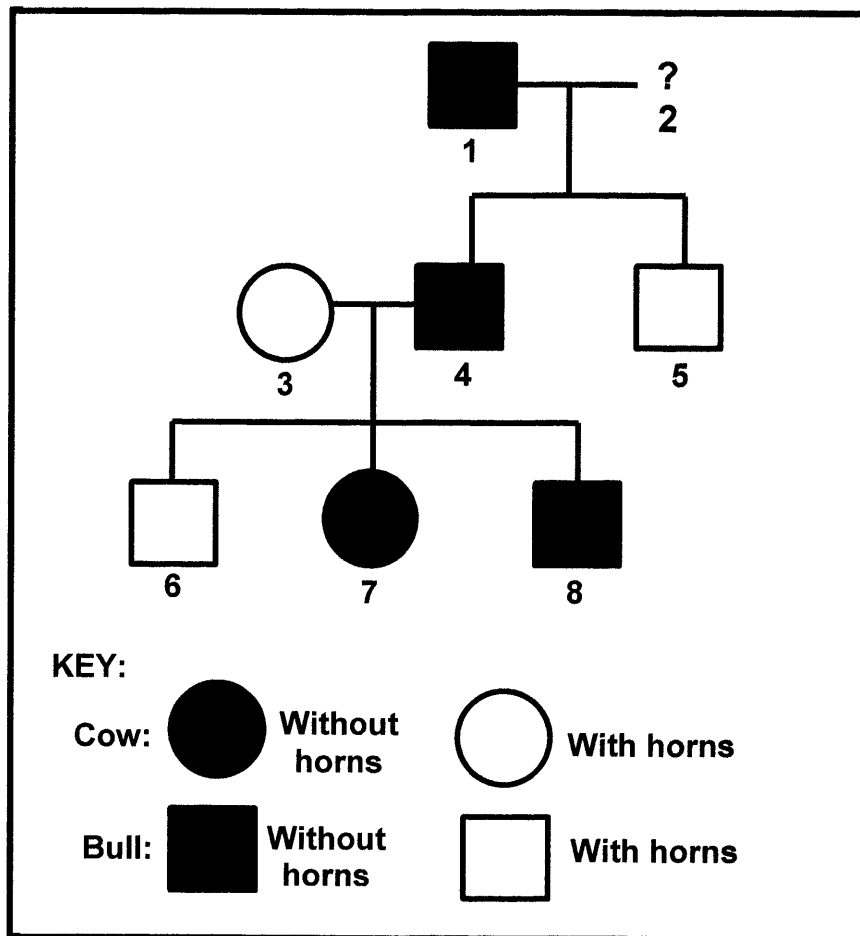 ?
2
1
3
4
5
6
7
8
KEY:
Cow:
Without
horns
With horns
Bull:
Without
horns
With horns